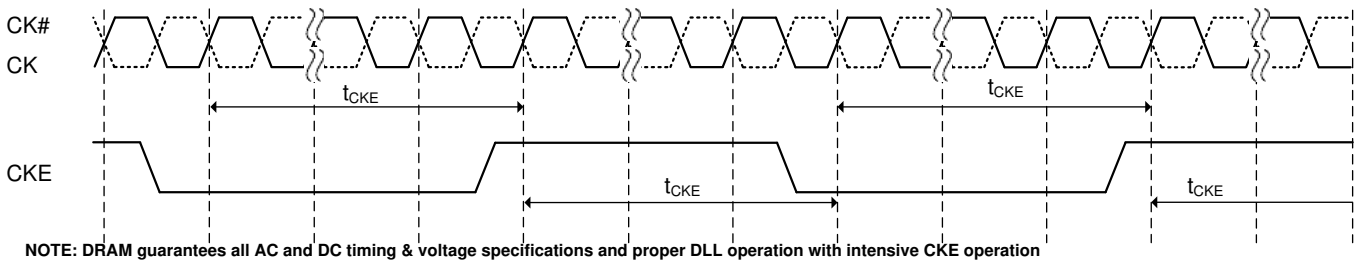 CK#
CK
tCKE
tCKE
CKE
tCKE
tCKE
NOTE: DRAM guarantees all AC and DC timing & voltage specifications and proper DLL operation with intensive CKE operation